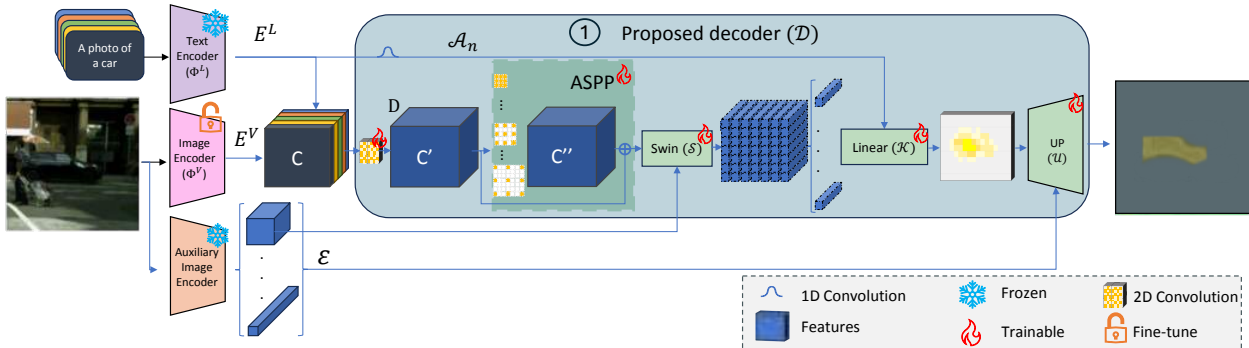 A photo of
a car
Text
Encoder
(Φ^L)
E^L
Image
Encoder
(Φ^V)
E^V
C
Auxiliary
Image
Encoder
ℰ
1 Proposed decoder (𝒟)
𝒜_n
D
C′
ASPP
⋮
⋮
C′′
Swin (𝒮)
Linear (𝒦)
UP
(𝒰)
1D Convolution
Frozen
2D Convolution
Features
Trainable
Fine-tune